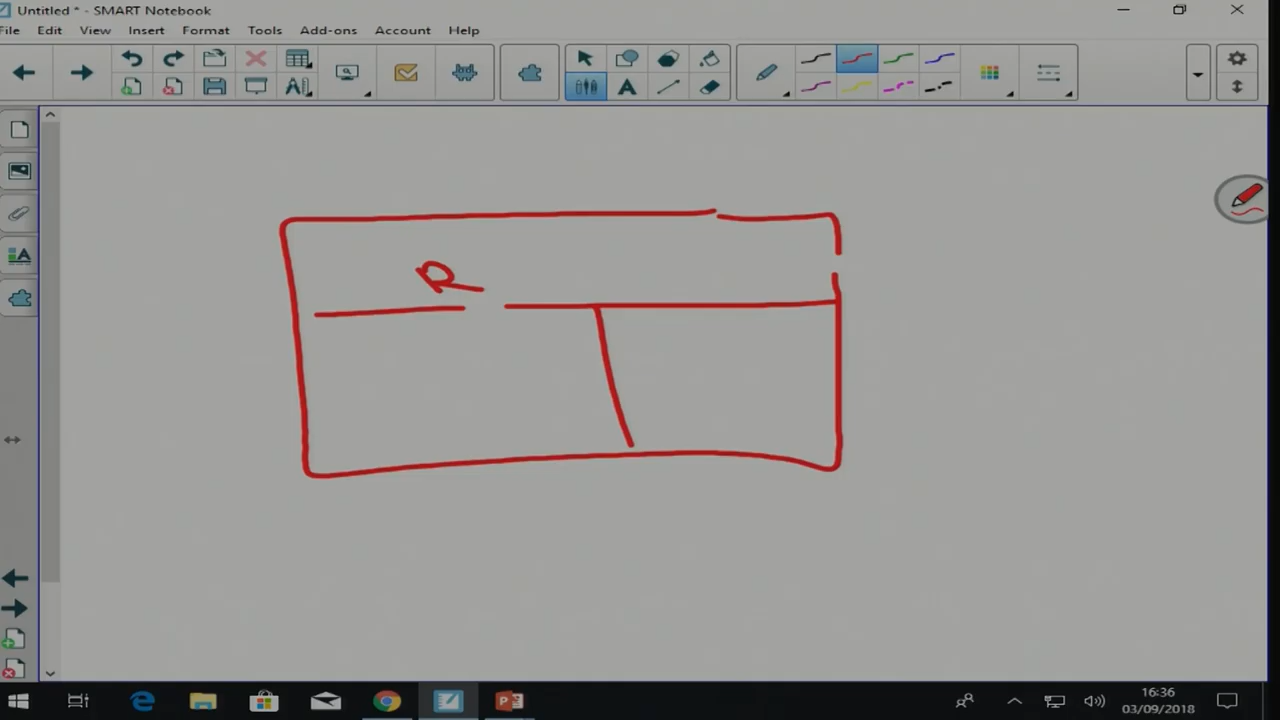 Untitled * - SMART Notebook
File Edit View Insert Format Tools Add-ons Account Help
R
16:36
03/09/2018